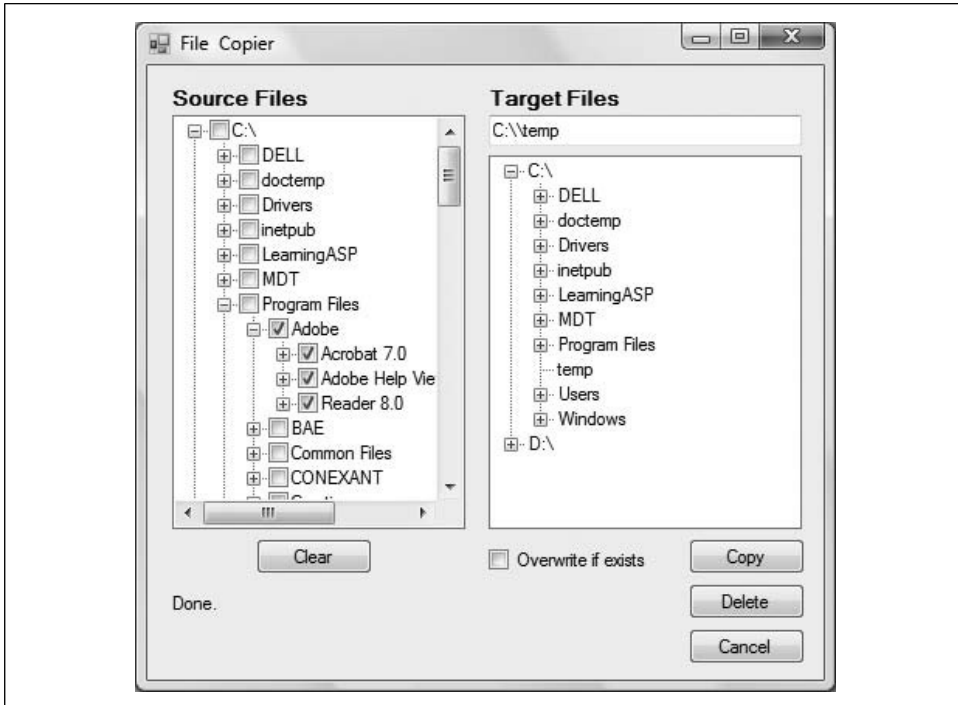 File Copier
Source Files
C:\
DELL
doctemp
Drivers
inetpub
LearningASP
MDT
Program Files
Adobe
Acrobat 7.0
Adobe Help Vie
Reader 8.0
BAE
Common Files
CONEXANT
Clear
Done.
Target Files
C:\\temp
C:\
DELL
doctemp
Drivers
inetpub
LearningASP
MDT
Program Files
temp
Users
Windows
D:\
Overwrite if exists
Copy
Delete
Cancel